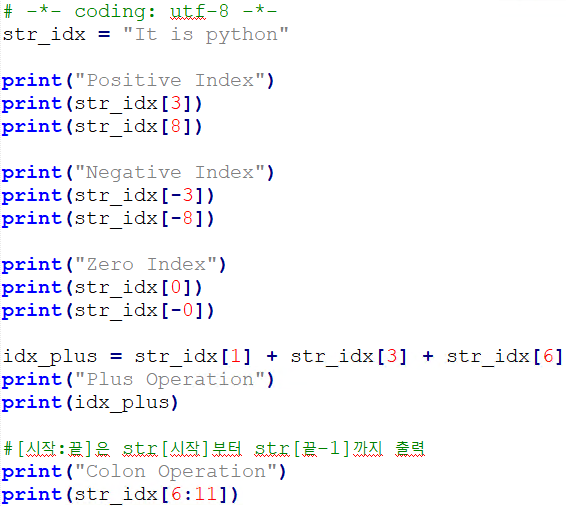 # -*- coding: utf-8 -*-
str_idx = "It is python"

print("Positive Index")
print(str_idx[3])
print(str_idx[8])

print("Negative Index")
print(str_idx[-3])
print(str_idx[-8])

print("Zero Index")
print(str_idx[0])
print(str_idx[-0])

idx_plus = str_idx[1] + str_idx[3] + str_idx[6]
print("Plus Operation")
print(idx_plus)

#[시작:끝]은 str[시작]부터 str[끝-1]까지 출력
print("Colon Operation")
print(str_idx[6:11])